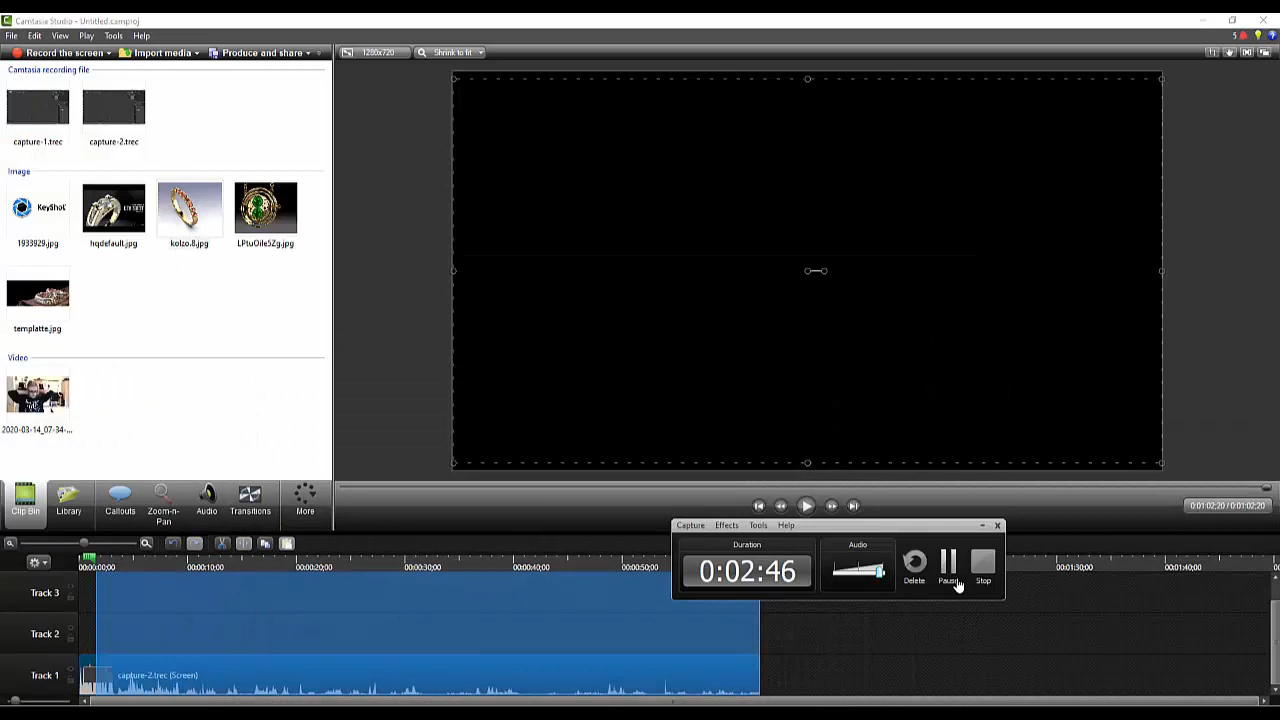 Camtasia Studio - Untitled.camproj
File Edit View Play Tools Help
5
Record the screen Import media Produce and share
1280x720 Shrink to fit
Camtasia recording file
capture-1.trec capture-2.trec
Image
KeyShot
1933929.jpg hqdefault.jpg kolzo.8.jpg LPtuOile5Zg.jpg
templatte.jpg
Video
2020-03-14_07-34-...
Clip Bin Library Callouts Zoom-n-Pan Audio Transitions More
0:01:02;20 / 0:01:02;20
Capture Effects Tools Help
Duration Audio
0:02:46
Delete Pause Stop
00:00:00;00 00:00:10;00 00:00:20;00 00:00:30;00 00:00:40;00 00:00:50;00 00:01:30;00 00:01:40;00
Track 3
Track 2
Track 1 capture-2.trec (Screen)